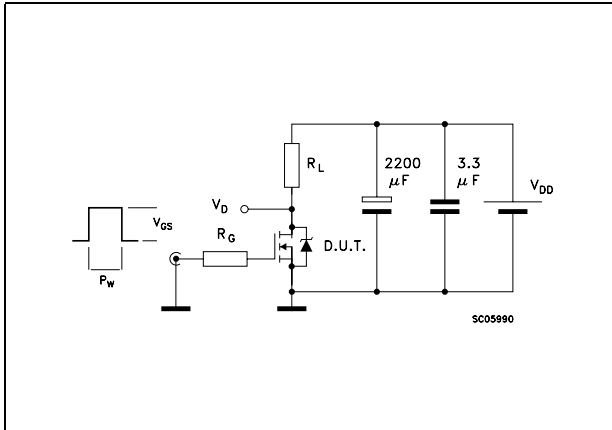 R_L
2200
μF
3.3
μF
V_DD
V_D
V_GS
R_G
D.U.T.
P_W
SC05990